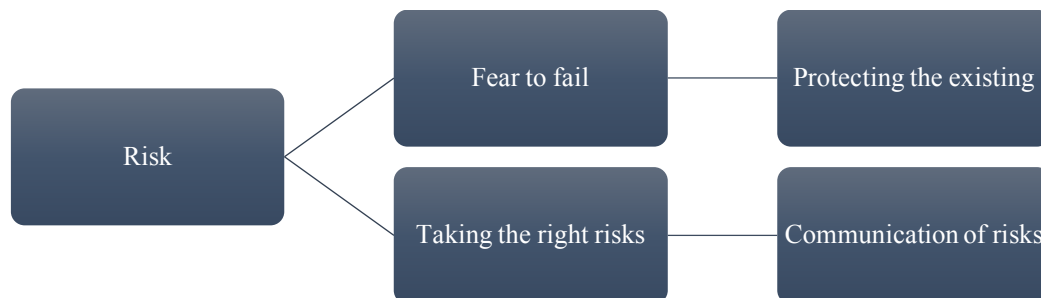 Fear to fail
Protecting the existing
Risk
Taking the right risks
Communication of risks